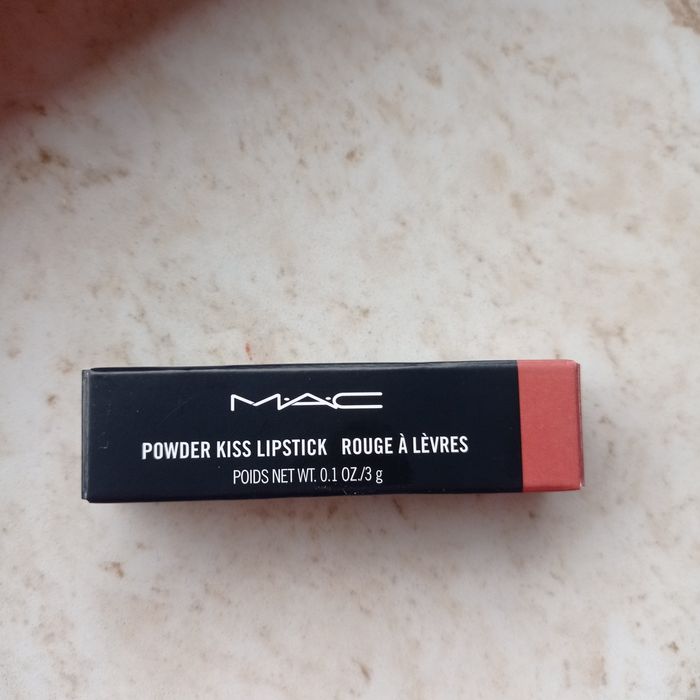 M·A·C
POWDER KISS LIPSTICK ROUGE À LÈVRES
POIDS NET WT. 0.1 OZ./3 g